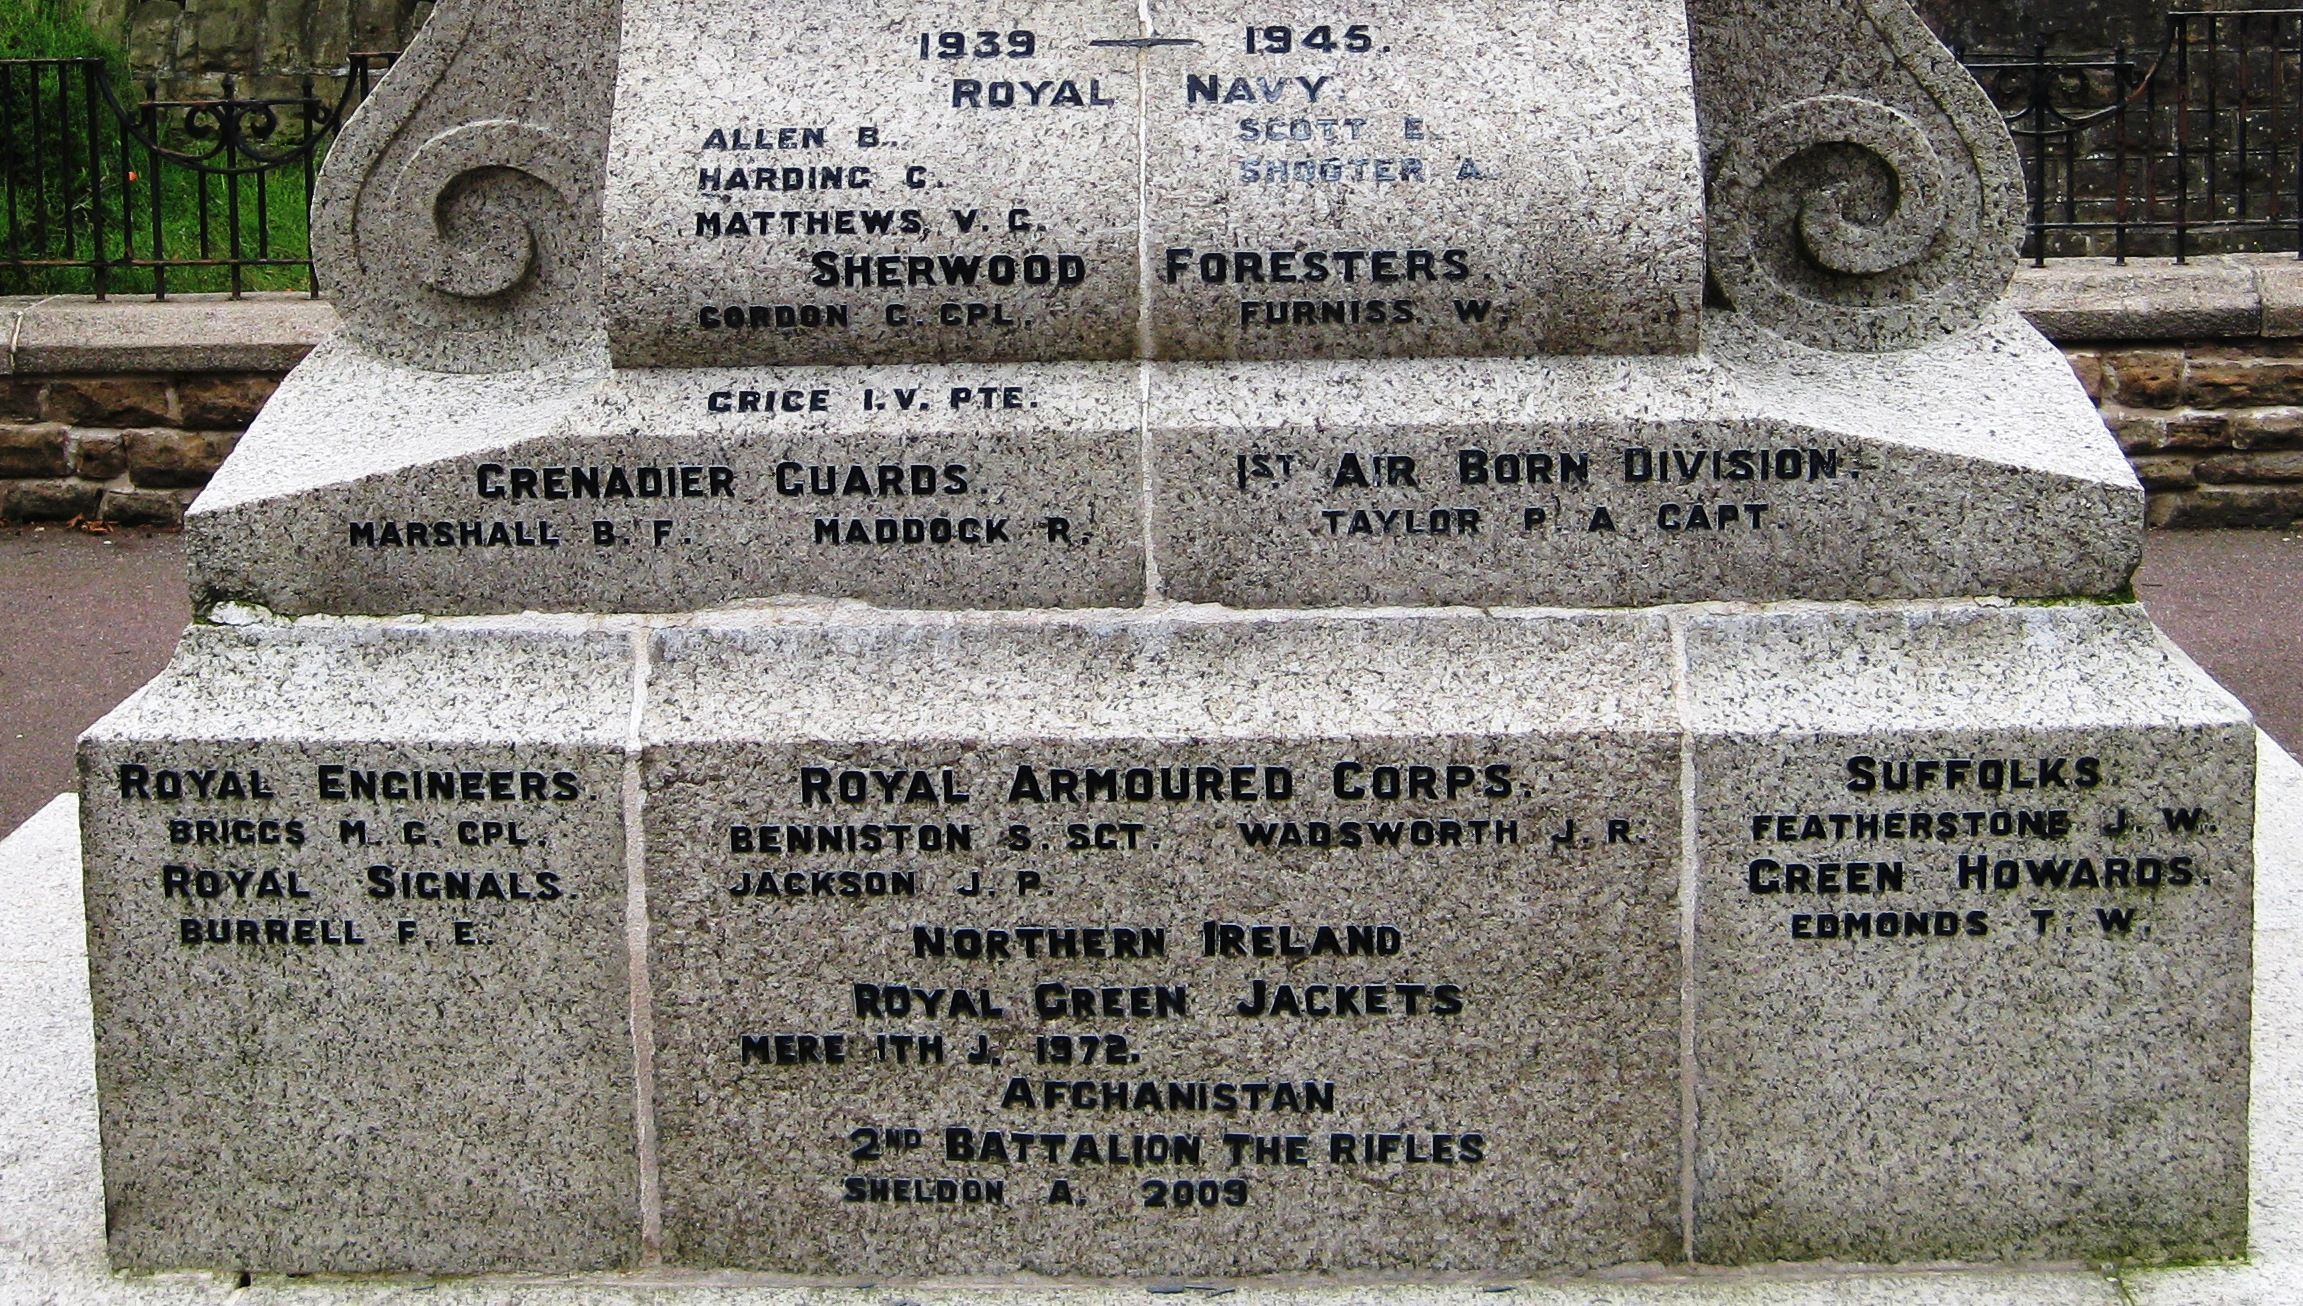 1939 — 1945.
ROYAL NAVY.
ALLEN B. SCOTT E.
HARDING C. SHOOTER A.
MATTHEWS, V. G.
SHERWOOD FORESTERS.
GORDON G. CPL. FURNISS. W.
GRICE I.V. PTE.
GRENADIER GUARDS.
MARSHALL B. F. MADDOCK R.
1ST AIR BORN DIVISION.
TAYLOR P. A CAPT.
ROYAL ENGINEERS.
BRIGGS M. G. CPL.
ROYAL SIGNALS.
BURRELL F. E.
ROYAL ARMOURED CORPS.
BENNISTON S. SGT. WADSWORTH J. R.
JACKSON J. P.
NORTHERN IRELAND
ROYAL GREEN JACKETS
MEREDITH J. 1972.
AFGHANISTAN
2ND BATTALION THE RIFLES
SHELDON A. 2009
SUFFOLKS.
FEATHERSTONE J. W.
GREEN HOWARDS.
EDMONDS T. W.